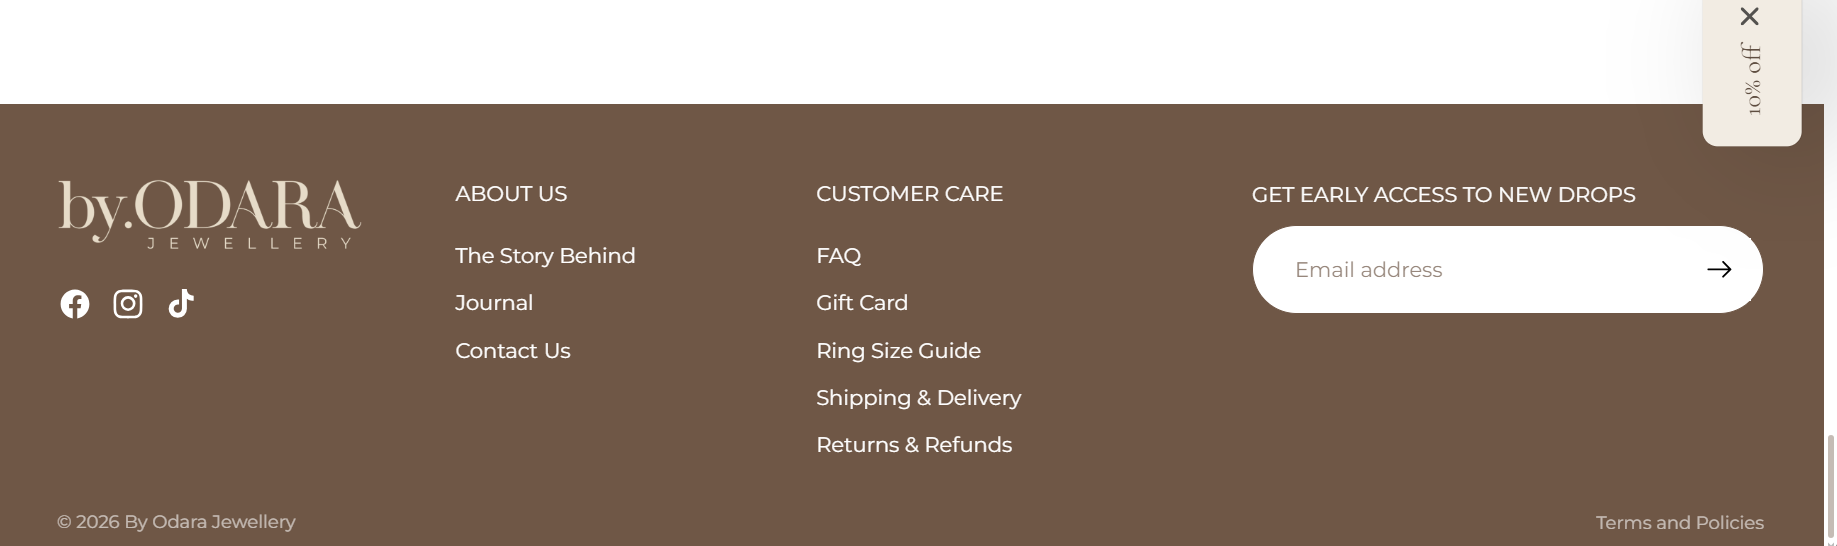 10% off
by.ODARA
JEWELLERY
ABOUT US
The Story Behind
Journal
Contact Us
CUSTOMER CARE
FAQ
Gift Card
Ring Size Guide
Shipping & Delivery
Returns & Refunds
GET EARLY ACCESS TO NEW DROPS
Email address
© 2026 By Odara Jewellery
Terms and Policies